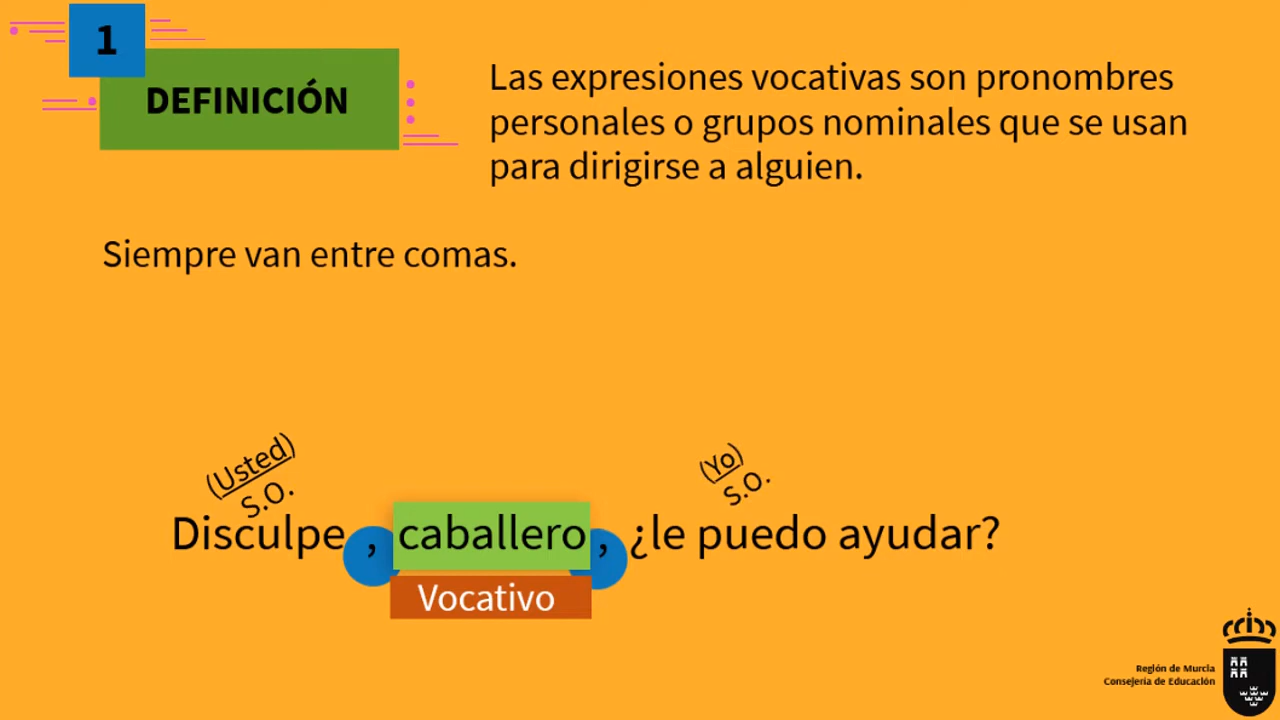 1
DEFINICIÓN
Las expresiones vocativas son pronombres
personales o grupos nominales que se usan
para dirigirse a alguien.
Siempre van entre comas.
(Usted)
S.O.
(Yo)
S.O.
Disculpe , caballero , ¿le puedo ayudar?
Vocativo
Región de Murcia
Consejería de Educación